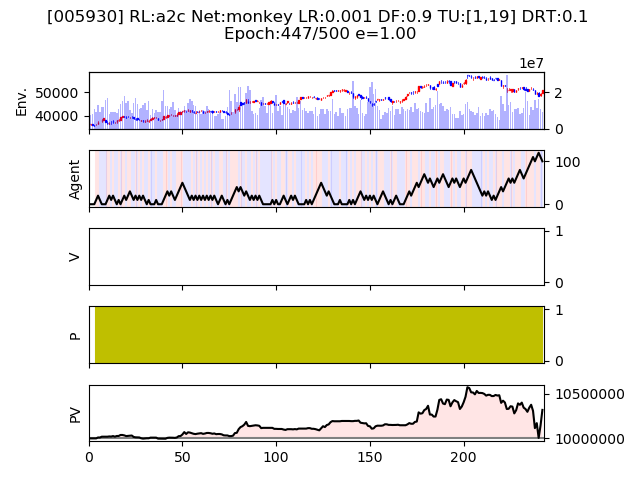 [005930] RL:a2c Net:monkey LR:0.001 DF:0.9 TU:[1,19] DRT:0.1
Epoch:447/500 e=1.00
1e7
Env.
50000
40000
2
0
Agent
100
0
V
1
0
P
1
0
PV
10500000
10000000
0
50
100
150
200